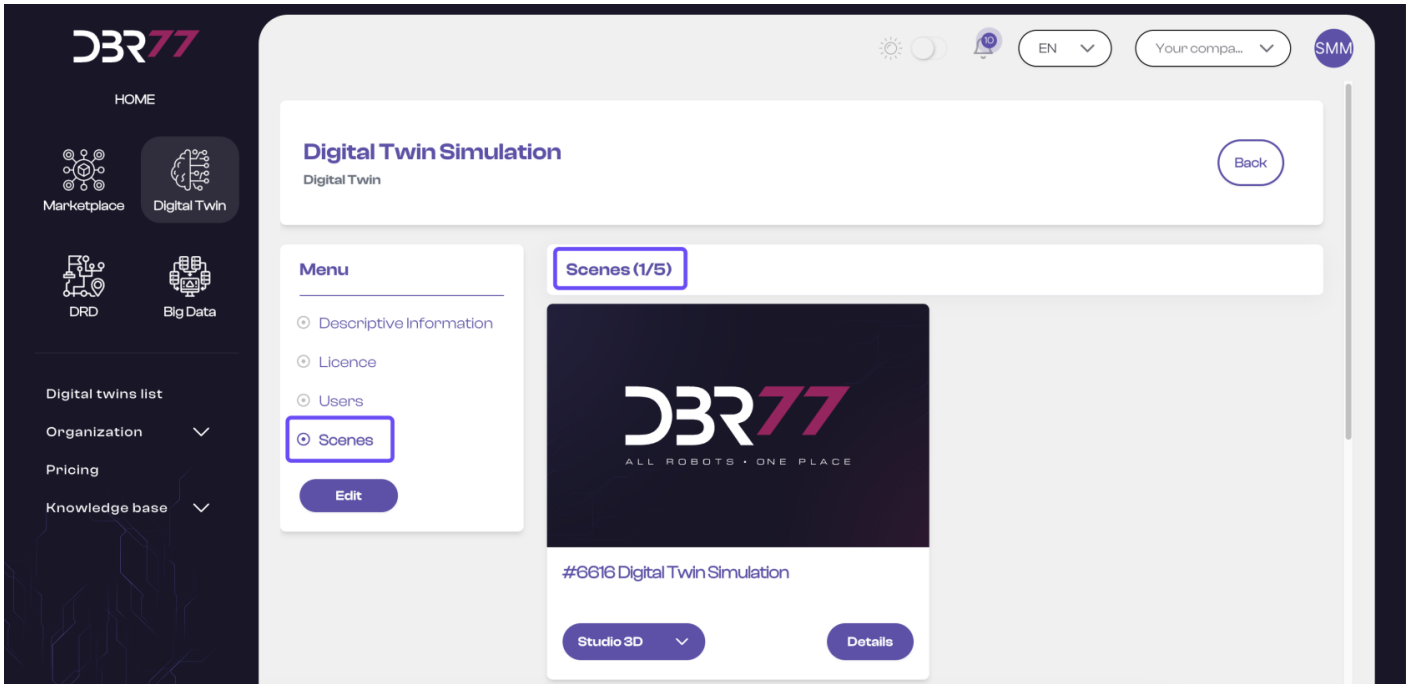 DBR77
HOME
Marketplace
Digital Twin
DRD
Big Data
Digital twins list
Organization
Pricing
Knowledge base
10
EN
Your compa...
SMM
Digital Twin Simulation
Digital Twin
Back
Menu
Descriptive Information
Licence
Users
Scenes
Edit
Scenes (1/5)
DBR77
ALL ROBOTS • ONE PLACE
#6616 Digital Twin Simulation
Studio 3D
Details